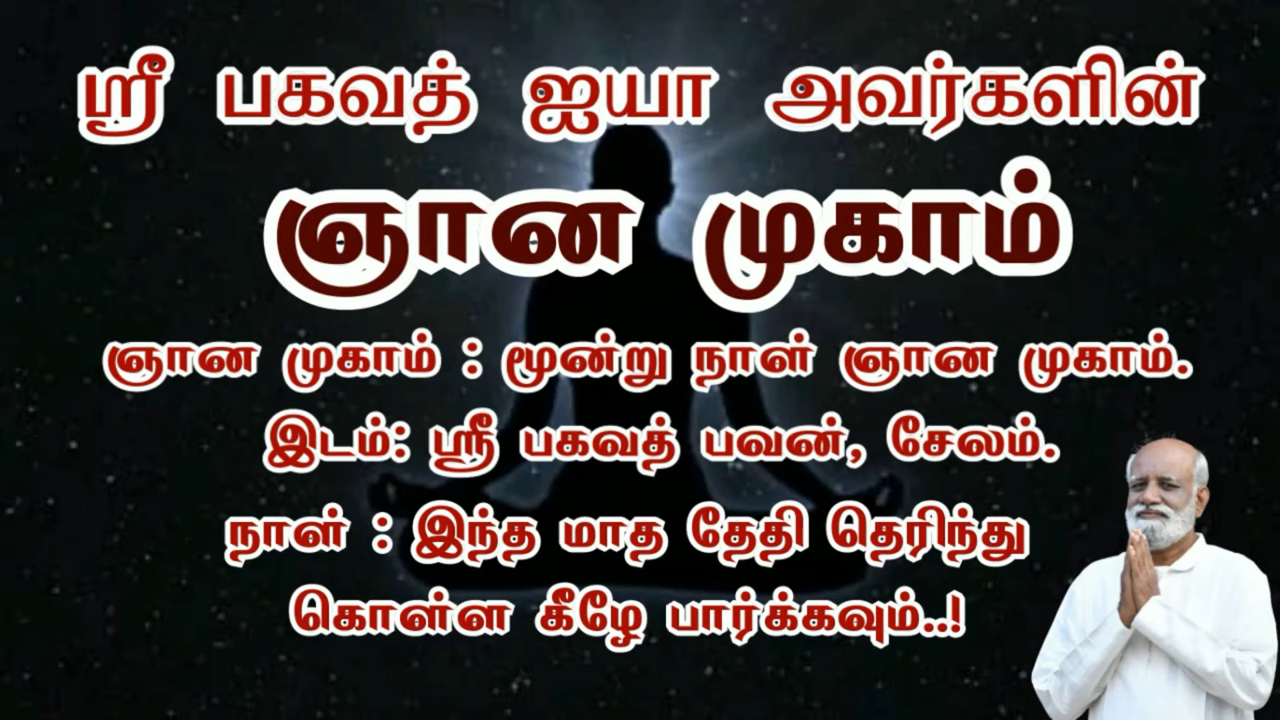 ஸ்ரீ பகவத் ஐயா அவர்களின்
ஞான முகாம்
ஞான முகாம் : மூன்று நாள் ஞான முகாம்.
இடம்: ஸ்ரீ பகவத் பவன், சேலம்.
நாள் : இந்த மாத தேதி தெரிந்து
கொள்ள கீழே பார்க்கவும்..!